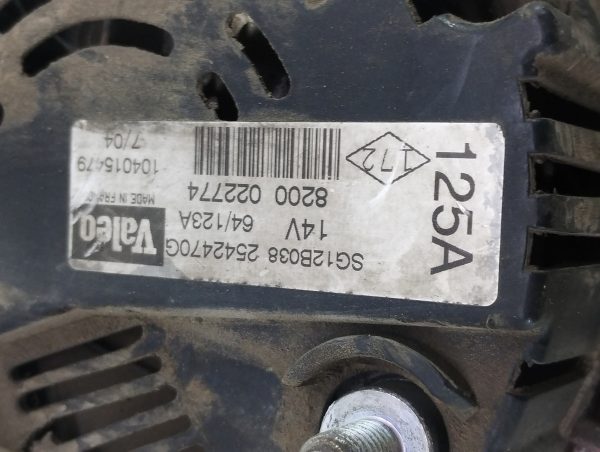 Valeo
MADE IN FRANCE
SG12B038 2542470G
14V 64/123A
8200 022774
104015479
7/04
172
125A